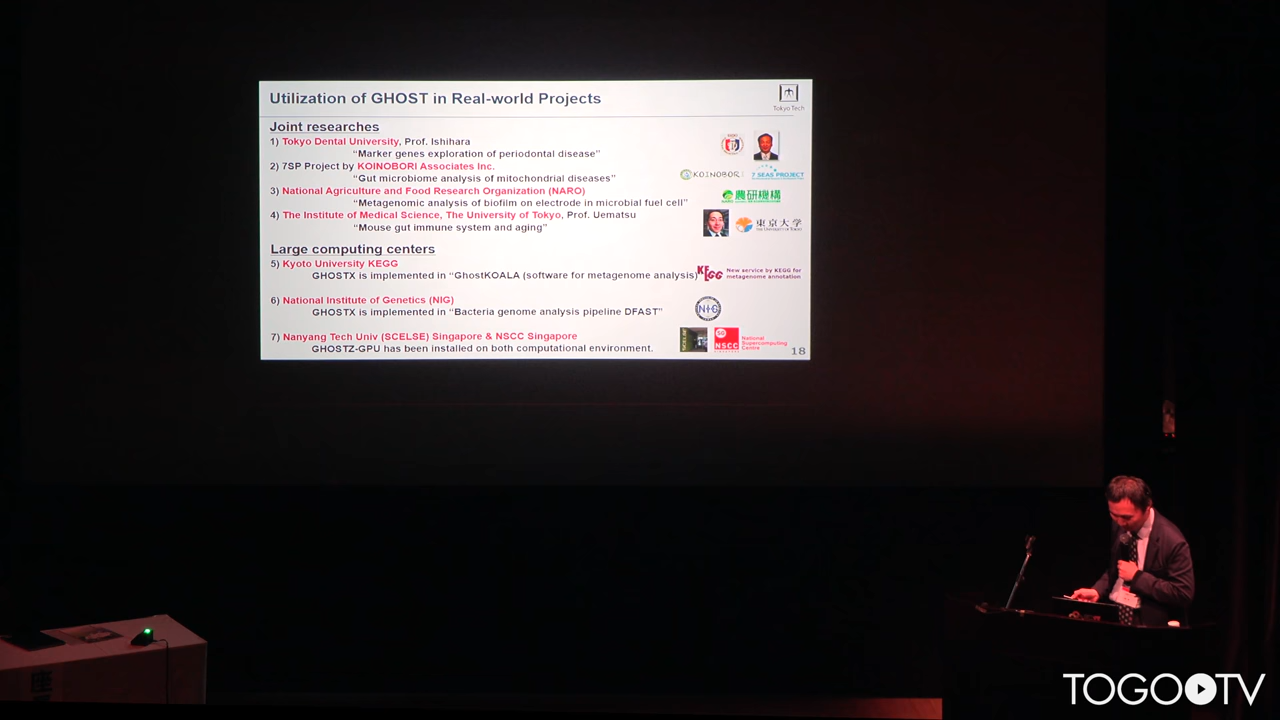 Utilization of GHOST in Real-world Projects
Tokyo Tech
Joint researches
1) Tokyo Dental University, Prof. Ishihara
“Marker genes exploration of periodontal disease”
2) 7SP Project by KOINOBORI Associates Inc.
“Gut microbiome analysis of mitochondrial diseases”
KOINOBORI
7 SEAS PROJECT
3) National Agriculture and Food Research Organization (NARO)
“Metagenomic analysis of biofilm on electrode in microbial fuel cell”
農研機構
4) The Institute of Medical Science, The University of Tokyo, Prof. Uematsu
“Mouse gut immune system and aging”
東京大学
Large computing centers
5) Kyoto University KEGG
GHOSTX is implemented in “GhostKOALA (software for metagenome analysis)
KEGG
New service by KEGG for
metagenome annotation
6) National Institute of Genetics (NIG)
GHOSTX is implemented in “Bacteria genome analysis pipeline DFAST”
NIG
7) Nanyang Tech Univ (SCELSE) Singapore & NSCC Singapore
GHOSTZ-GPU has been installed on both computational environment.
NSCC
National
Supercomputing
Centre
18
座
TOGOTV